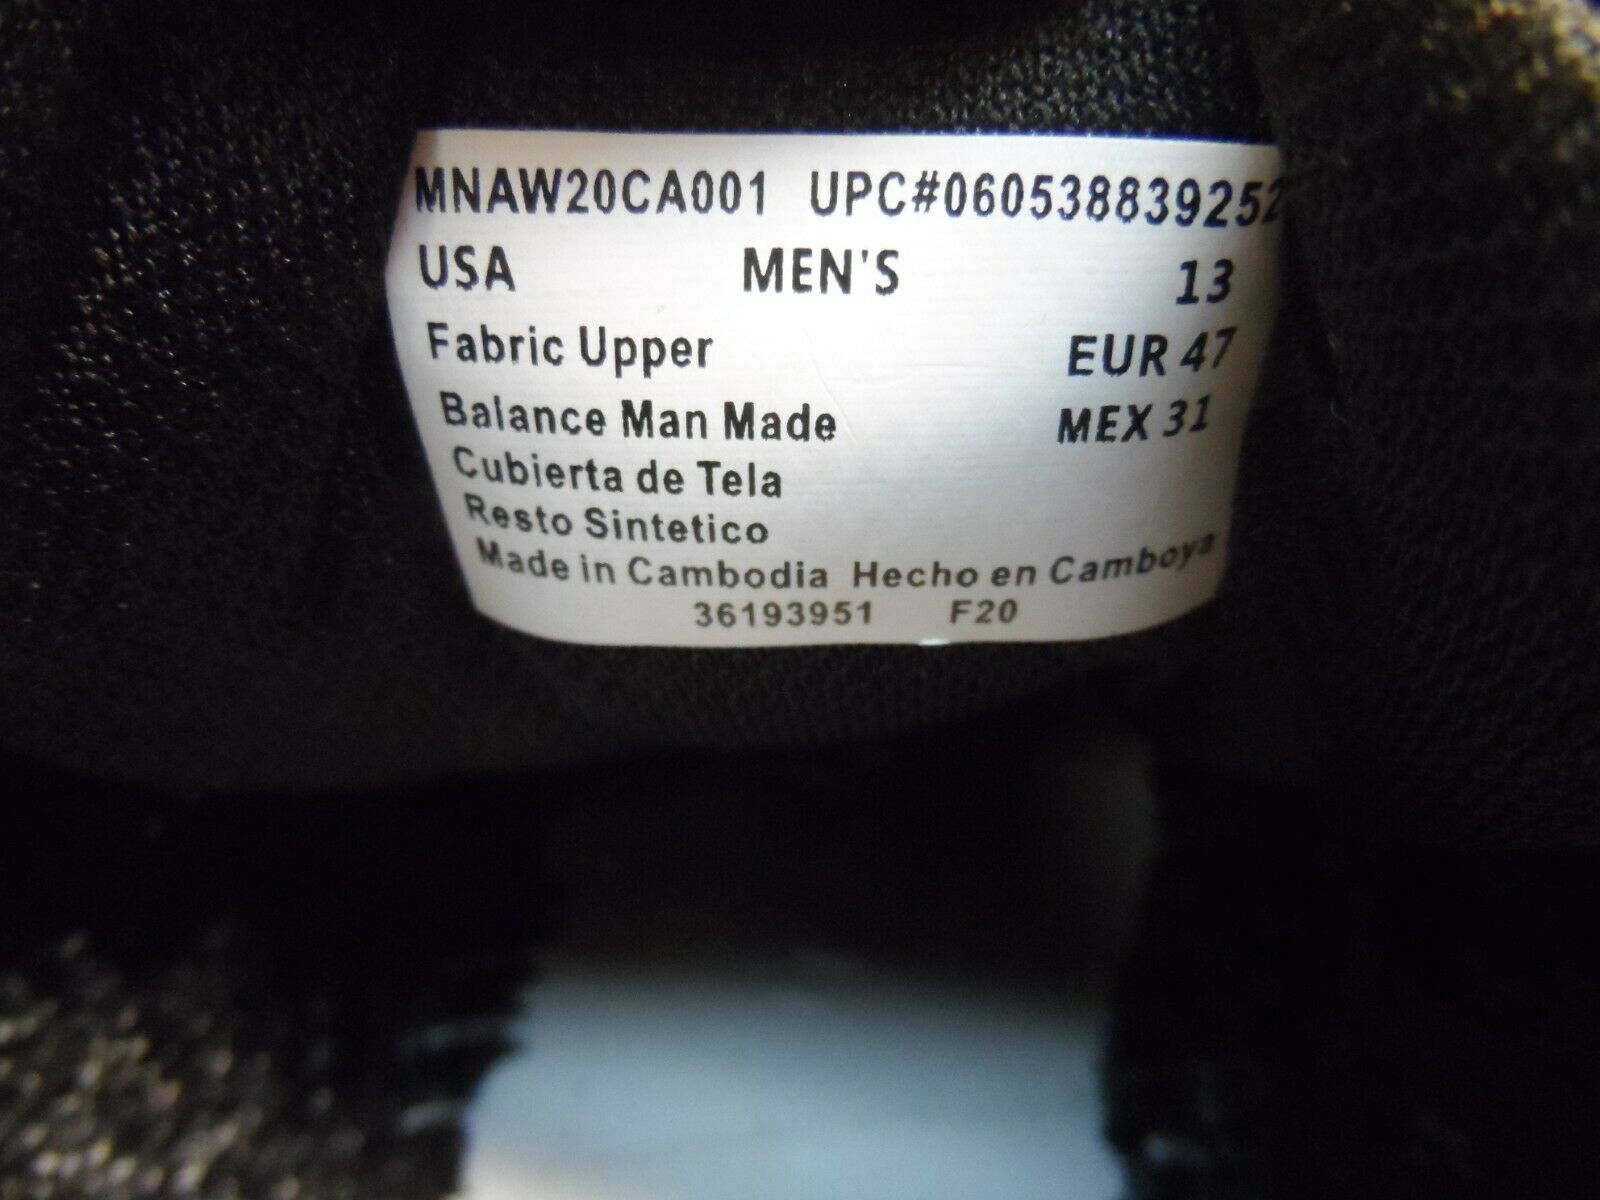 MNAW20CA001 UPC#060538839252
USA MEN'S 13
Fabric Upper EUR 47
Balance Man Made MEX 31
Cubierta de Tela
Resto Sintetico
Made in Cambodia Hecho en Camboya
36193951 F20